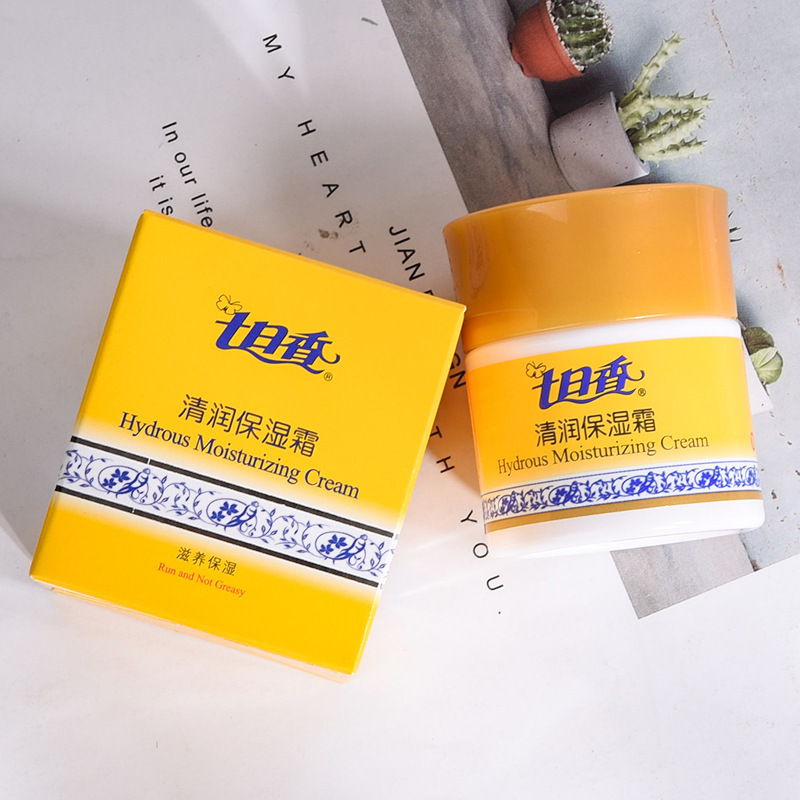 MY HEART
In our life
it is
七日香®
清润保湿霜
Hydrous Moisturizing Cream
滋养保湿
Run and Not Greasy
七日香®
清润保湿霜
Hydrous Moisturizing Cream
YOU.